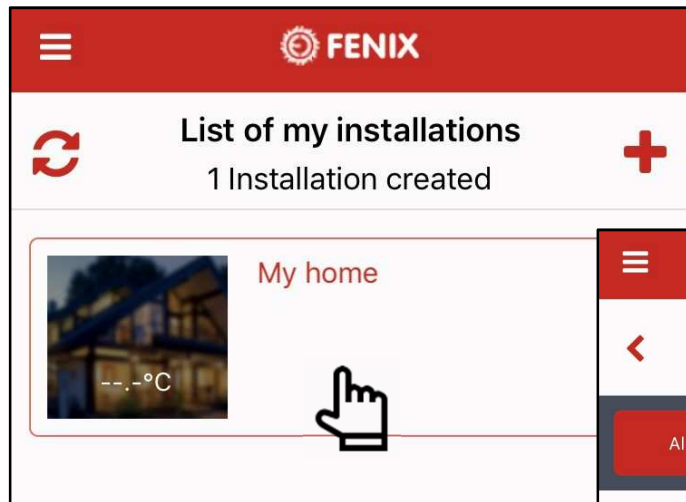 FENIX
List of my installations
1 Installation created
My home
--.-°C